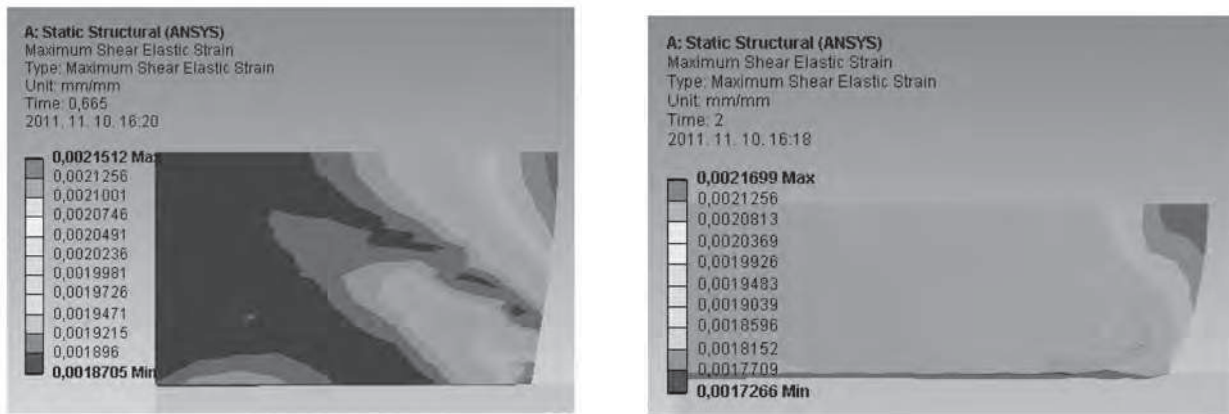 A: Static Structural (ANSYS)
Maximum Shear Elastic Strain
Type: Maximum Shear Elastic Strain
Unit: mm/mm
Time: 0,665
2011. 11. 10. 16:20
0,0021512 Max
0,0021256
0,0021001
0,0020746
0,0020491
0,0020236
0,0019981
0,0019726
0,0019471
0,0019215
0,001896
0,0018705 Min
A: Static Structural (ANSYS)
Maximum Shear Elastic Strain
Type: Maximum Shear Elastic Strain
Unit: mm/mm
Time: 2
2011. 11. 10. 16:18
0,0021699 Max
0,0021256
0,0020813
0,0020369
0,0019926
0,0019483
0,0019039
0,0018596
0,0018152
0,0017709
0,0017266 Min